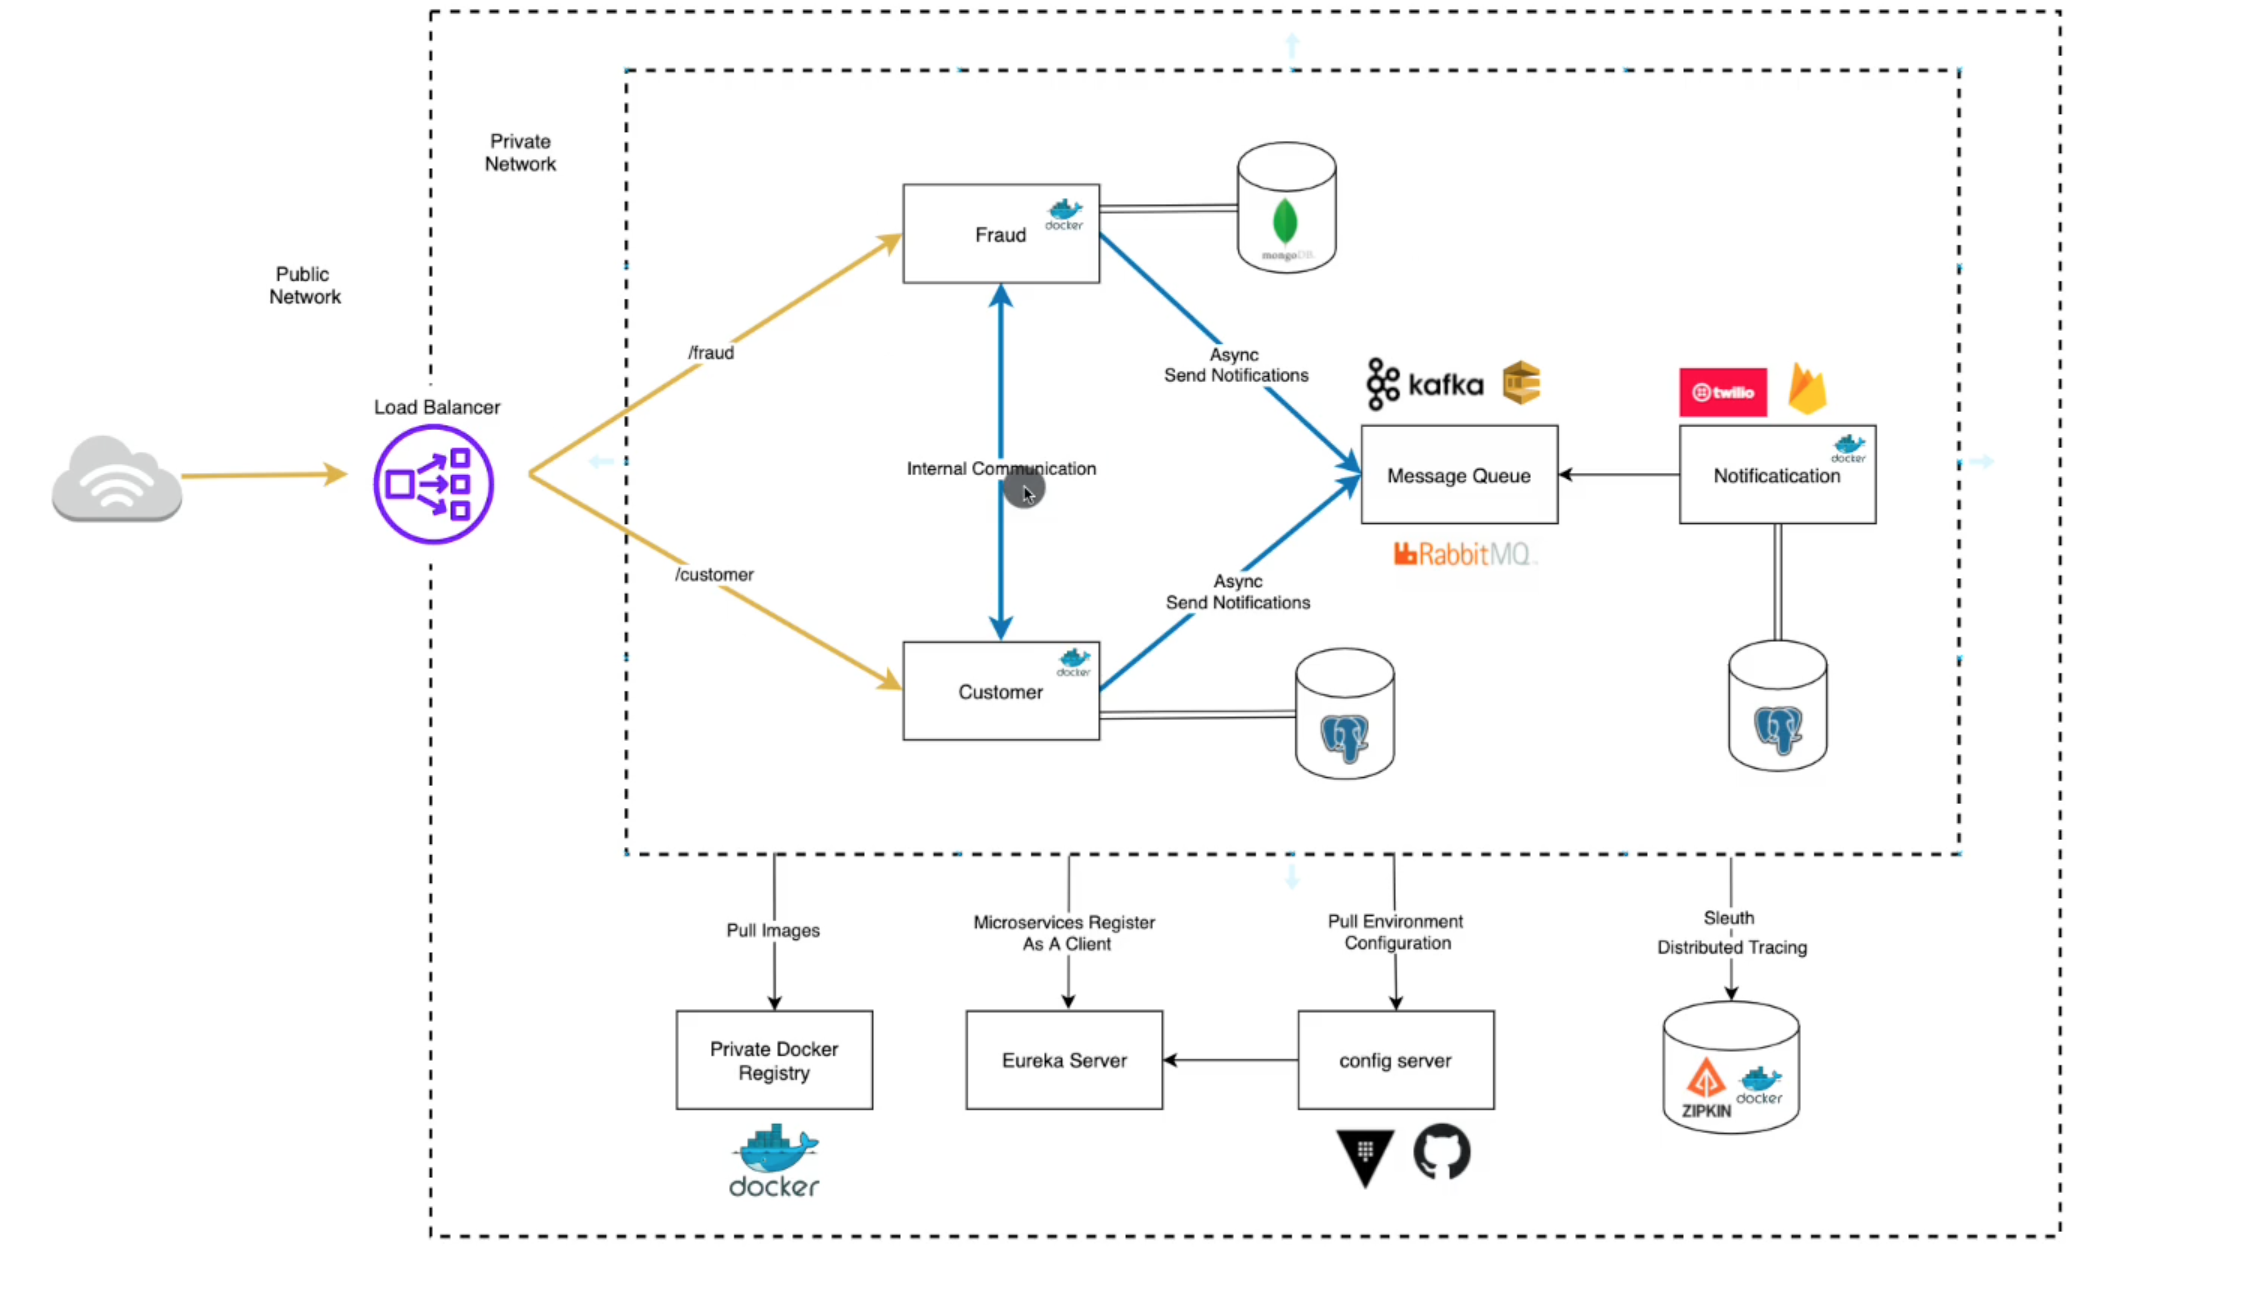 Private
Network
Public
Network
Load Balancer
/fraud
/customer
Fraud
docker
mongoDB
Internal Communication
Async
Send Notifications
kafka
twilio
Message Queue
RabbitMQ
Notificatication
docker
Async
Send Notifications
Customer
docker
Pull Images
Microservices Register
As A Client
Pull Environment
Configuration
Sleuth
Distributed Tracing
Private Docker
Registry
Eureka Server
config server
ZIPKIN
docker
docker